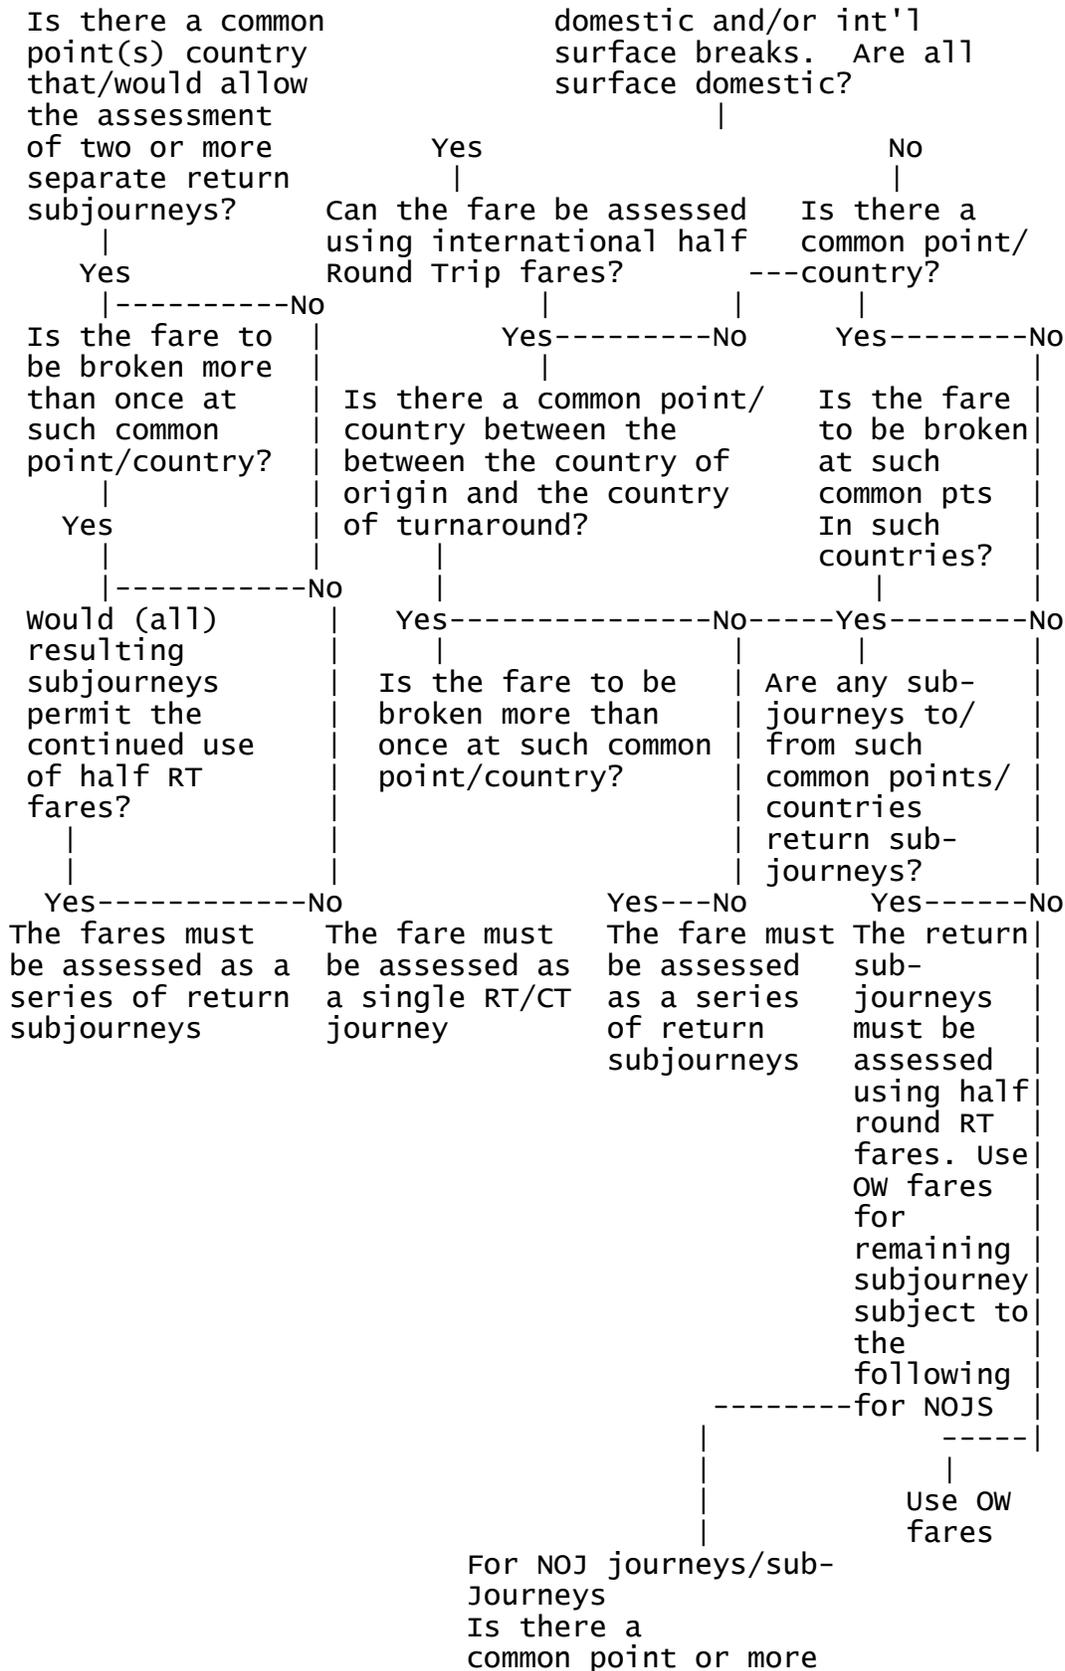 Is there a common domestic and/or int'l
point(s) country surface breaks. Are all
that/would allow surface domestic?
the assessment |
of two or more Yes No
separate return | |
subjourneys? Can the fare be assessed Is there a
| using international half common point/
Yes Round Trip fares? ---country?
|----------No | | |
Is the fare to | Yes---------No Yes--------No
be broken more | | |
than once at | Is there a common point/ Is the fare |
such common | country between the to be broken|
point/country? | between the country of at such |
| | origin and the country common pts |
Yes | of turnaround? In such |
| | | countries? |
|-----------No | | |
Would (all) | Yes---------------No-----Yes--------No
resulting | | | | |
subjourneys | Is the fare to be | Are any sub- |
permit the | broken more than | journeys to/ |
continued use | once at such common | from such |
of half RT | point/country? | common points/ |
fares? | | countries |
| | | return sub- |
| | | journeys? |
Yes------------No Yes---No Yes------No
The fares must The fare must The fare must The return|
be assessed as a be assessed as be assessed sub- |
series of return a single RT/CT as a series journeys |
subjourneys journey of return must be |
subjourneys assessed |
using half|
round RT |
fares. Use|
OW fares |
for |
remaining |
subjourney|
subject to|
the |
following |
--------for NOJS |
| -----|
| |
| Use OW
| fares
For NOJ journeys/sub-
Journeys
Is there a
common point or more